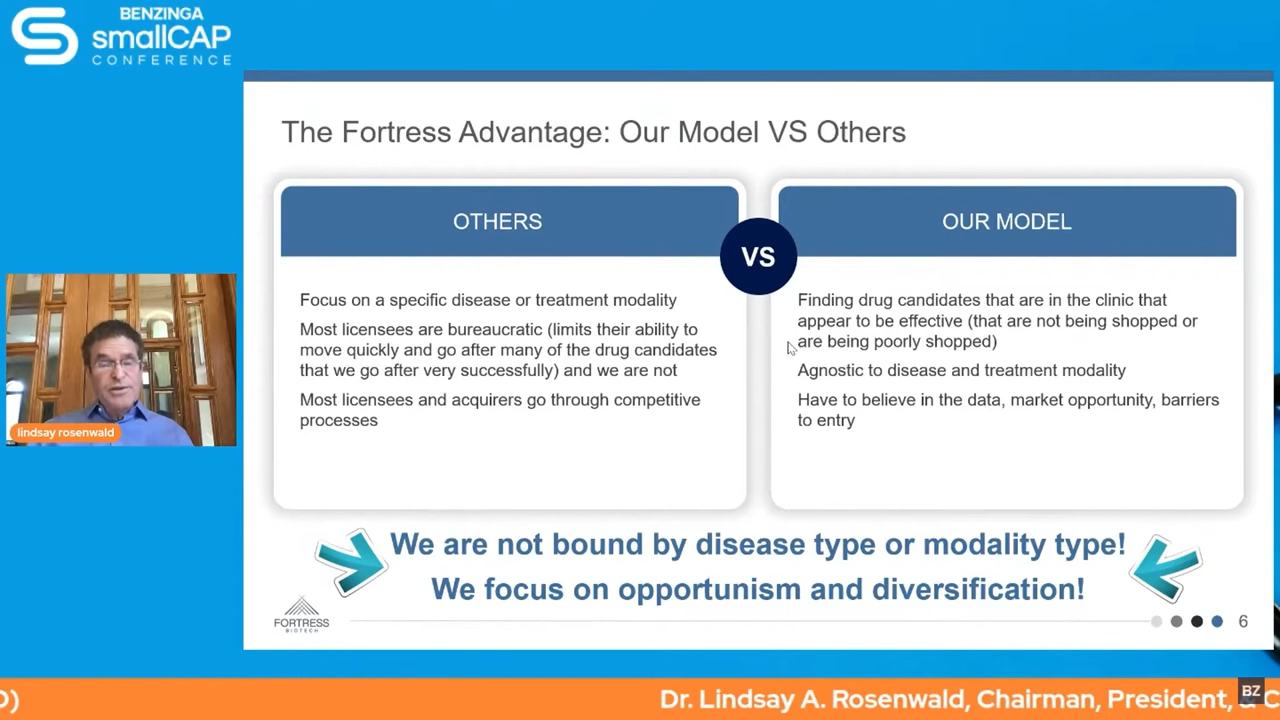 BENZINGA
smallCAP
CONFERENCE
The Fortress Advantage: Our Model VS Others
OTHERS
Focus on a specific disease or treatment modality
Most licensees are bureaucratic (limits their ability to
move quickly and go after many of the drug candidates
that we go after very successfully) and we are not
Most licensees and acquirers go through competitive
processes
VS
OUR MODEL
Finding drug candidates that are in the clinic that
appear to be effective (that are not being shopped or
are being poorly shopped)
Agnostic to disease and treatment modality
Have to believe in the data, market opportunity, barriers
to entry
lindsay rosenwald
We are not bound by disease type or modality type!
We focus on opportunism and diversification!
FORTRESS
BIOTECH
6
O)
Dr. Lindsay A. Rosenwald, Chairman, President, & C
BZ